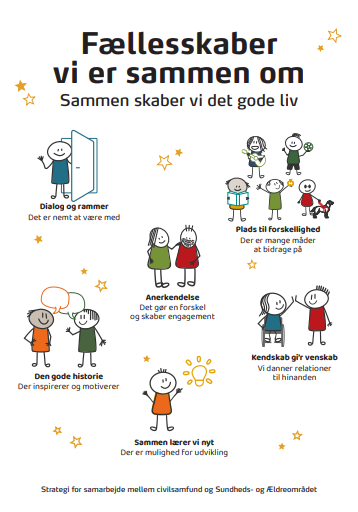 Fællesskaber
vi er sammen om
Sammen skaber vi det gode liv
Dialog og rammer
Det er nemt at være med
Plads til forskellighed
Der er mange måder
at bidrage på
Anerkendelse
Det gør en forskel
og skaber engagement
Kendskab gi'r venskab
Vi danner relationer
til hinanden
Den gode historie
Der inspirerer og motiverer
Sammen lærer vi nyt
Der er mulighed for udvikling
Strategi for samarbejde mellem civilsamfund og Sundheds- og Ældreområdet